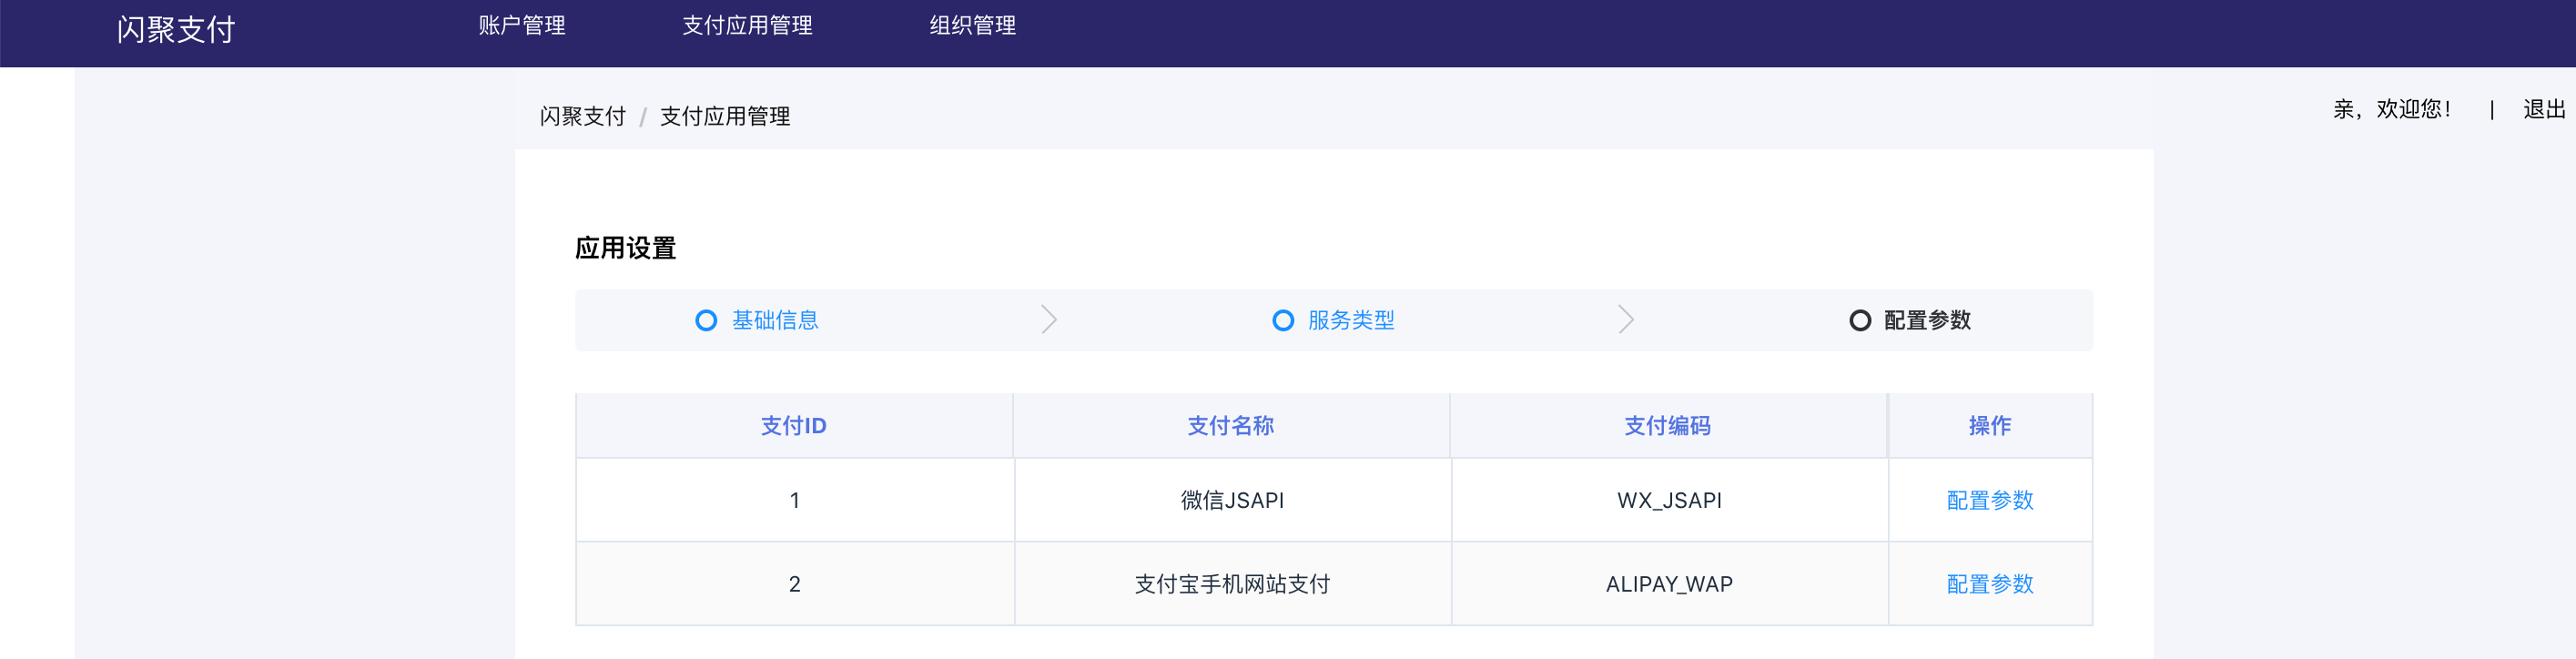 闪聚支付 账户管理 支付应用管理 组织管理
闪聚支付 / 支付应用管理 亲，欢迎您！ | 退出
应用设置
基础信息 服务类型 配置参数
支付ID 支付名称 支付编码 操作
1 微信JSAPI WX_JSAPI 配置参数
2 支付宝手机网站支付 ALIPAY_WAP 配置参数